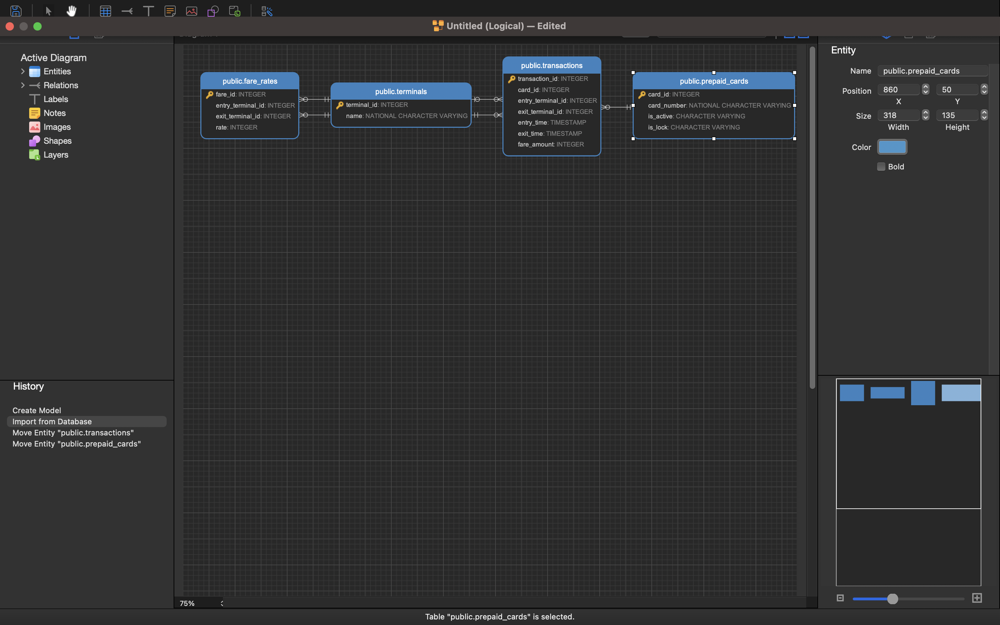 Untitled (Logical) — Edited
Active Diagram
Entities
Relations
Labels
Notes
Images
Shapes
Layers
L
History
Create Model
Import from Database
Move Entity "public.transactions"
Move Entity "public.prepaid_cards"
public.fare_rates
fare_id: INTEGER
entry_terminal_id: INTEGER
exit_terminal_id: INTEGER
rate: INTEGER
public.terminals
terminal_id: INTEGER
name: NATIONAL CHARACTER VARYING
public.transactions
transaction_id: INTEGER
card_id: INTEGER
entry_terminal_id: INTEGER
exit_terminal_id: INTEGER
entry_time: TIMESTAMP
exit_time: TIMESTAMP
fare_amount: INTEGER
public.prepaid_cards
card_id: INTEGER
card_number: NATIONAL CHARACTER VARYING
is_active: CHARACTER VARYING
is_lock: CHARACTER VARYING
75%
Entity
Name public.prepaid_cards
Position 860 50
X Y
Size 318 135
Width Height
Color
Bold
Table "public.prepaid_cards" is selected.